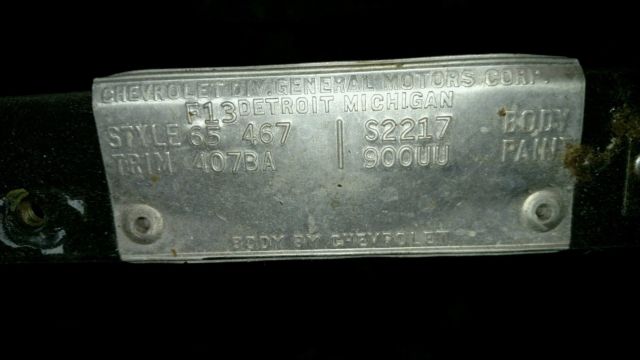 CHEVROLET DIV. GENERAL MOTORS CORP.
F13 DETROIT MICHIGAN
STYLE 65 467 | S2217 BODY
TRIM 407BA | 900UU PAINT
BODY BY CHEVROLET